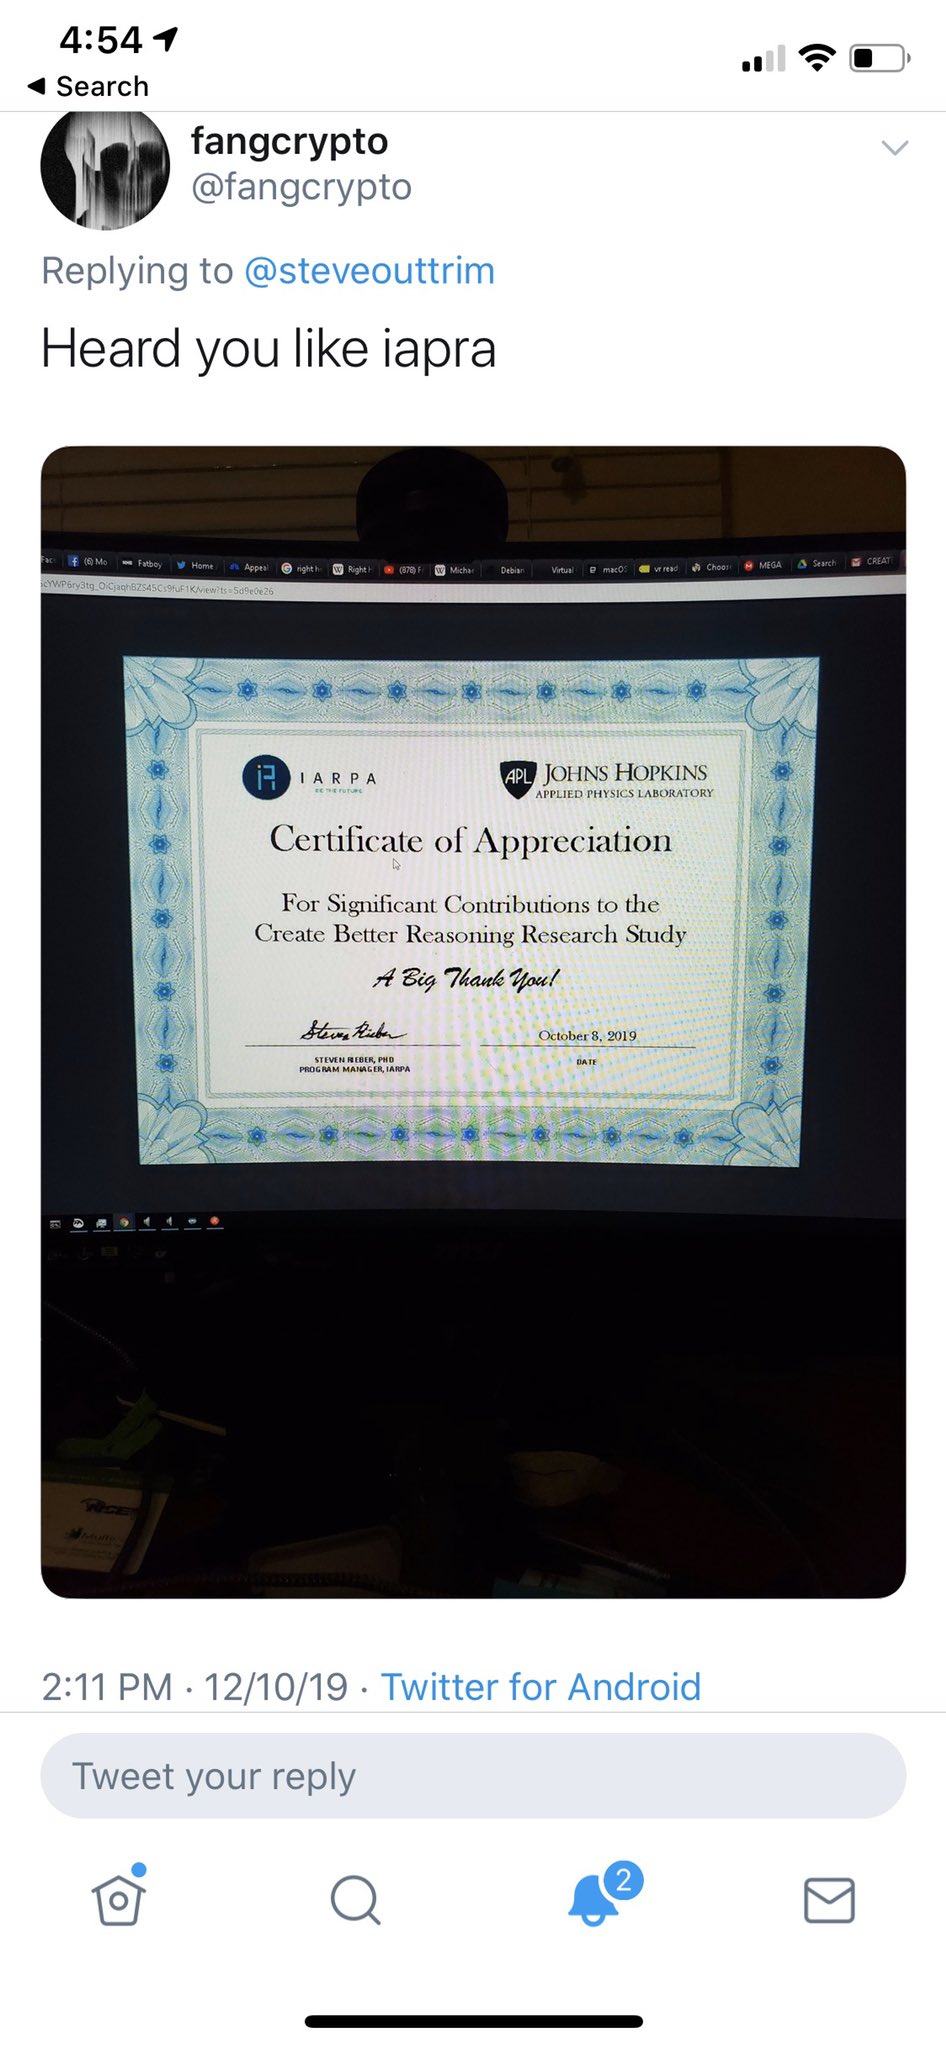 4:54
Search
fangcrypto
@fangcrypto
Replying to @steveouttrim
Heard you like iapra
(6) Mo Fatboy Home Appeal right h Right H (878) F Michar Debian Virtual macOS vr read Choos MEGA Search CREATI
IARPA
BE THE FUTURE
APL JOHNS HOPKINS
APPLIED PHYSICS LABORATORY
Certificate of Appreciation
For Significant Contributions to the
Create Better Reasoning Research Study
A Big Thank You!
Steven Rieber
October 8, 2019
STEVEN RIEBER, PHD
DATE
PROGRAM MANAGER, IARPA
2:11 PM · 12/10/19 · Twitter for Android
Tweet your reply
2